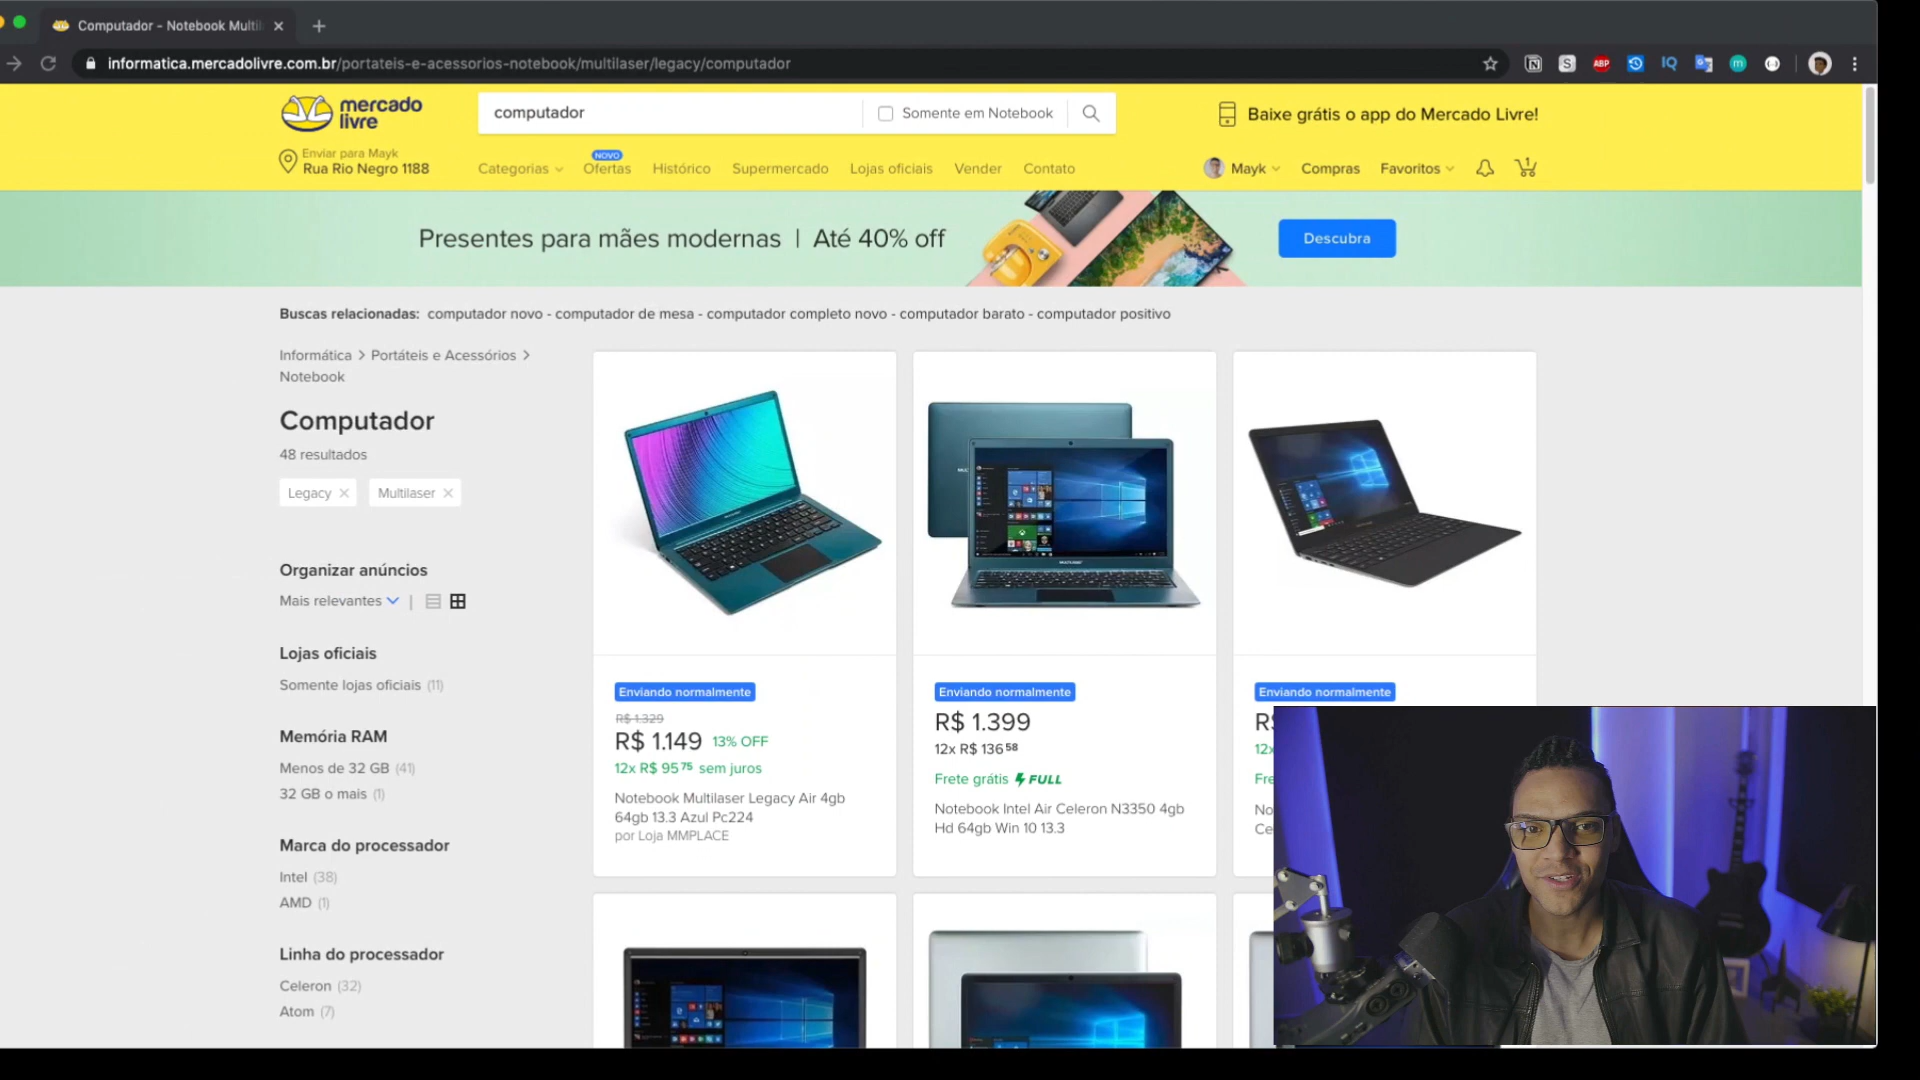 Computador - Notebook Multil
informatica.mercadolivre.com.br/portateis-e-acessorios-notebook/multilaser/legacy/computador
ABP
IQ
mercado
livre
computador
Somente em Notebook
Baixe grátis o app do Mercado Livre!
Enviar para Mayk
Rua Rio Negro 1188
Categorias
NOVO
Ofertas
Histórico
Supermercado
Lojas oficiais
Vender
Contato
Mayk
Compras
Favoritos
1
Presentes para mães modernas | Até 40% off
Descubra
Buscas relacionadas: computador novo - computador de mesa - computador completo novo - computador barato - computador positivo
Informática > Portáteis e Acessórios >
Notebook
Computador
48 resultados
Legacy
Multilaser
Organizar anúncios
Mais relevantes
Lojas oficiais
Somente lojas oficiais (11)
Memória RAM
Menos de 32 GB (41)
32 GB o mais (1)
Marca do processador
Intel (38)
AMD (1)
Linha do processador
Celeron (32)
Atom (7)
Enviando normalmente
R$ 1.329
R$ 1.149 13% OFF
12x R$ 95 75 sem juros
Notebook Multilaser Legacy Air 4gb
64gb 13.3 Azul Pc224
por Loja MMPLACE
Enviando normalmente
R$ 1.399
12x R$ 136 58
Frete grátis FULL
Notebook Intel Air Celeron N3350 4gb
Hd 64gb Win 10 13.3
Enviando normalmente
R$
12x
Fre
No
Ce